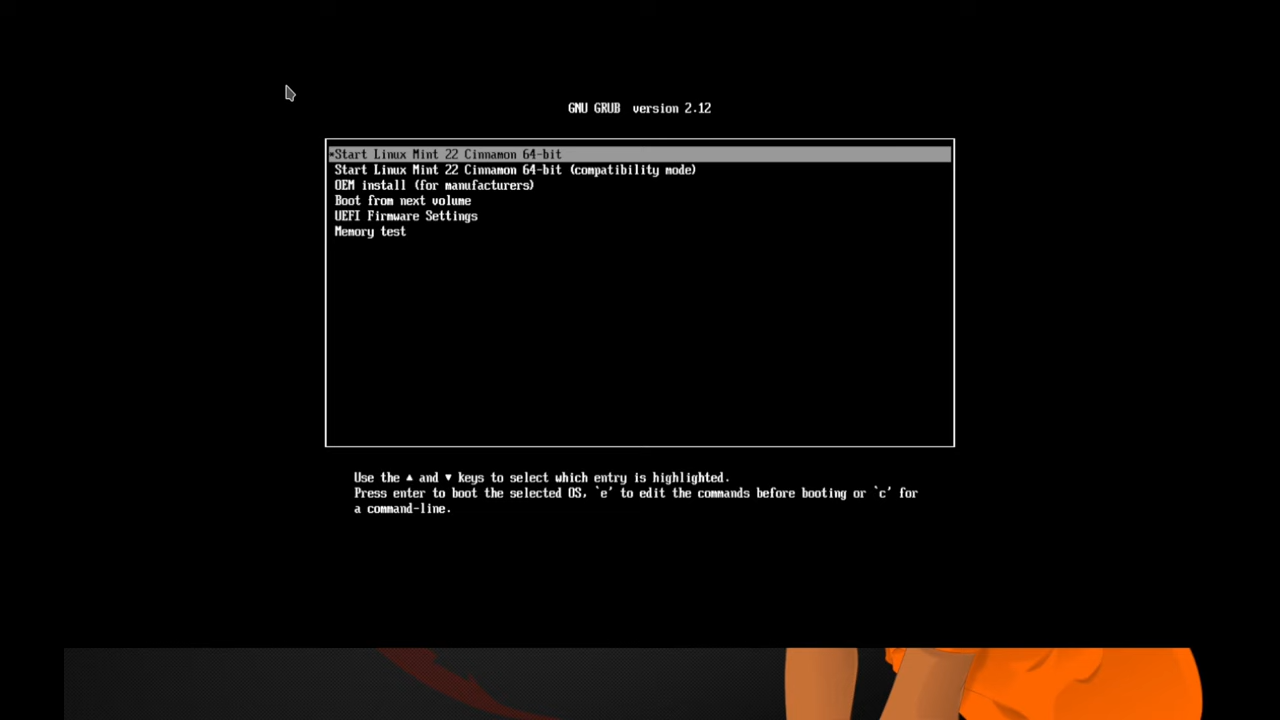 GNU GRUB version 2.12
*Start Linux Mint 22 Cinnamon 64-bit
Start Linux Mint 22 Cinnamon 64-bit (compatibility mode)
OEM install (for manufacturers)
Boot from next volume
UEFI Firmware Settings
Memory test
Use the ▲ and ▼ keys to select which entry is highlighted.
Press enter to boot the selected OS, `e' to edit the commands before booting or `c' for
a command-line.